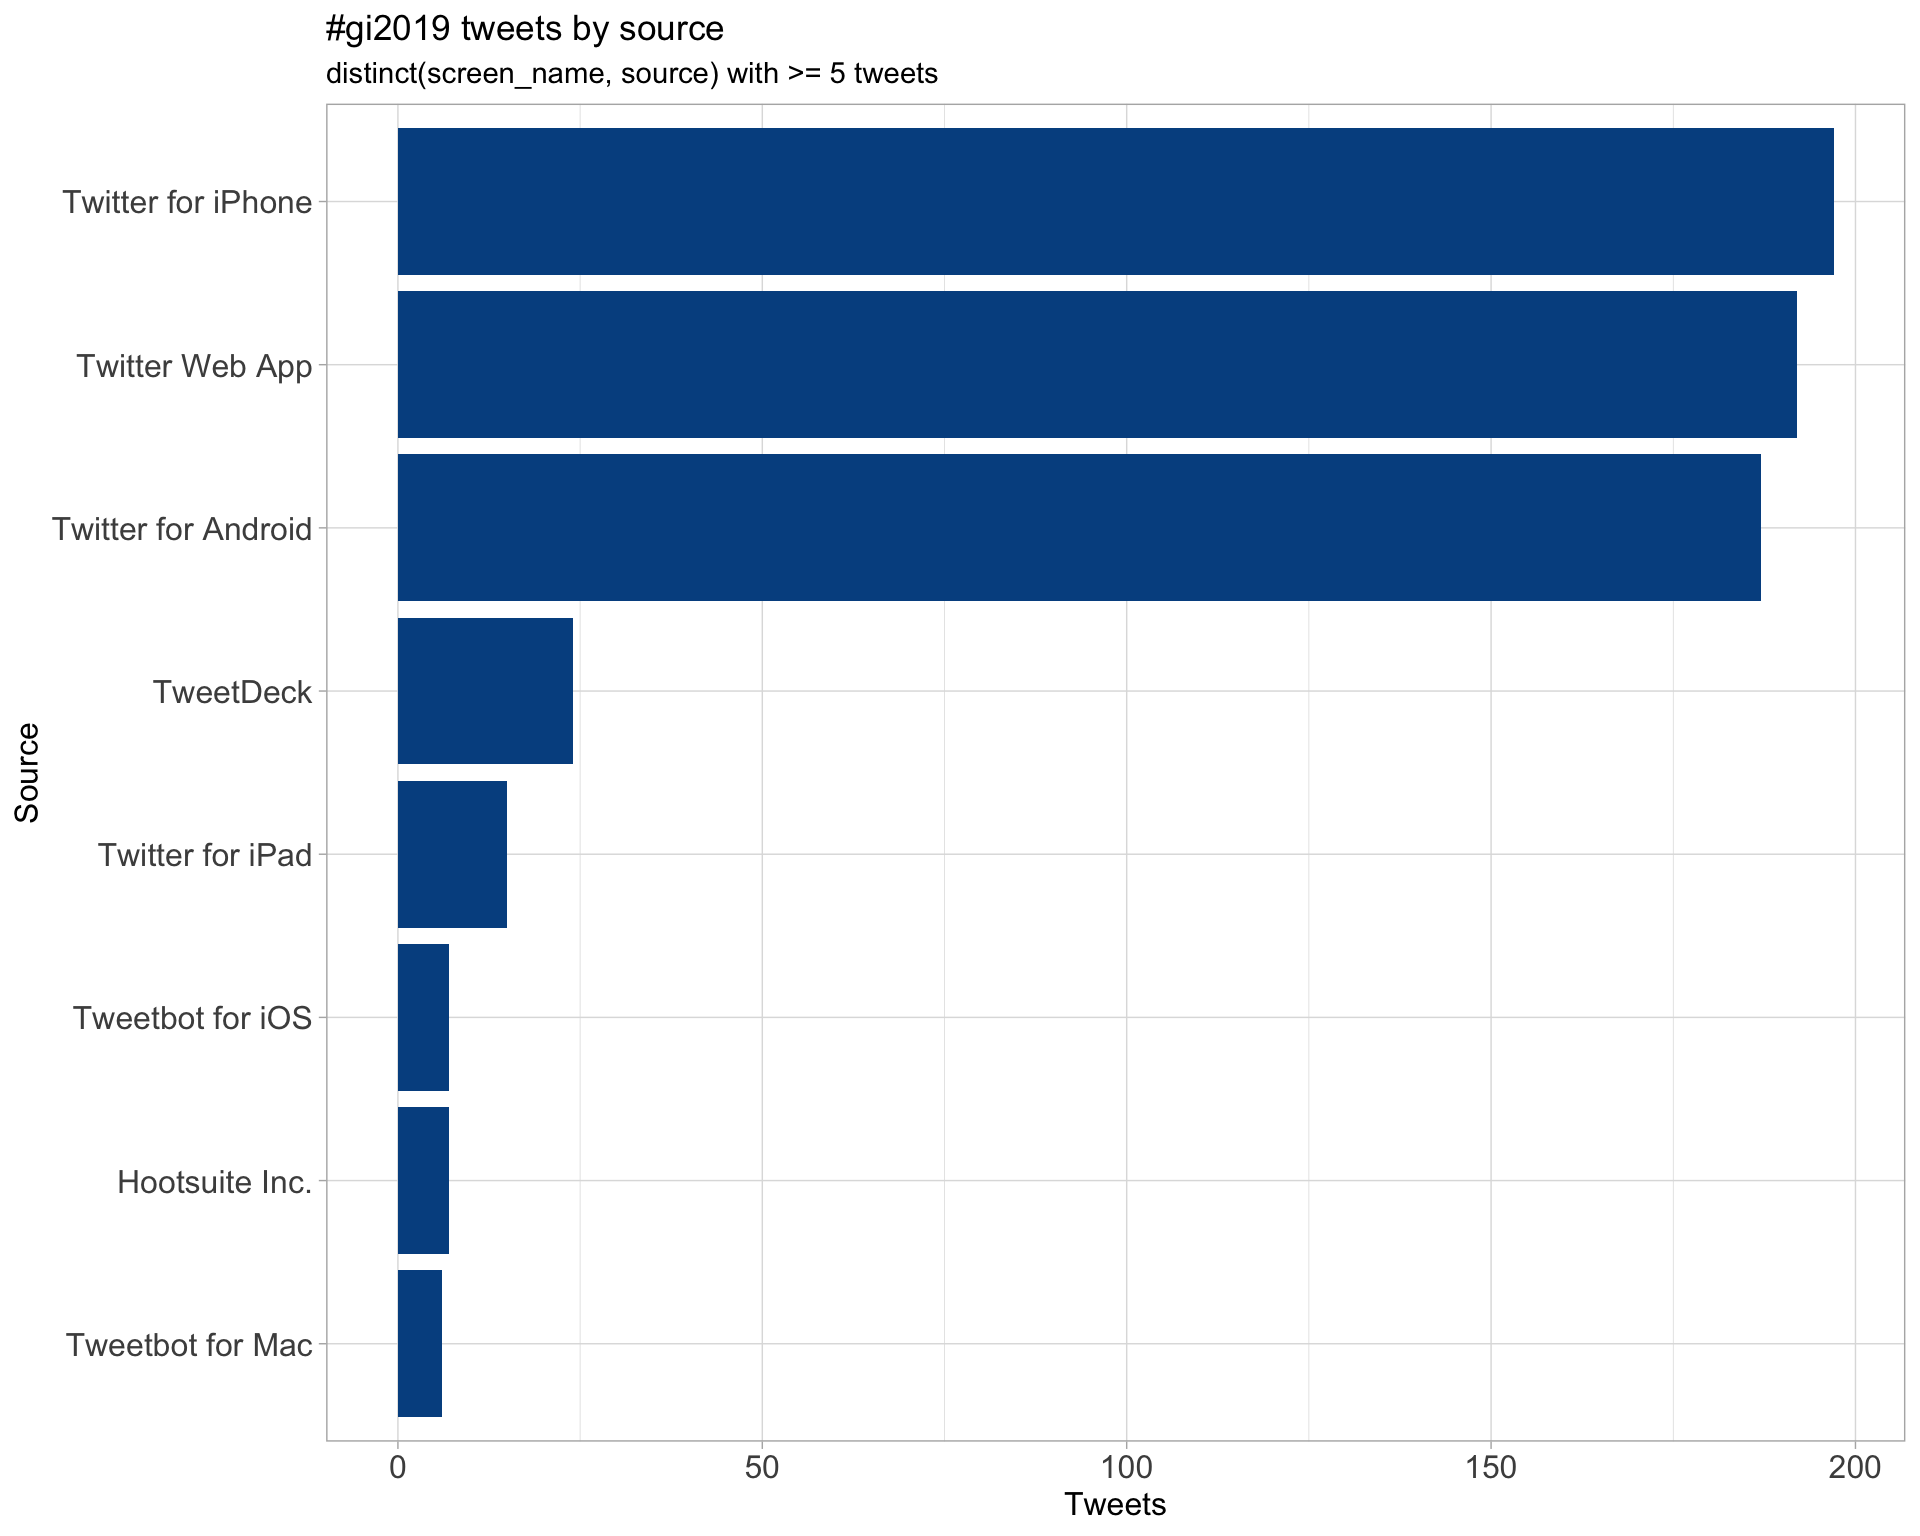 #gi2019 tweets by source
distinct(screen_name, source) with >= 5 tweets
Source
Twitter for iPhone
Twitter Web App
Twitter for Android
TweetDeck
Twitter for iPad
Tweetbot for iOS
Hootsuite Inc.
Tweetbot for Mac
0 50 100 150 200
Tweets